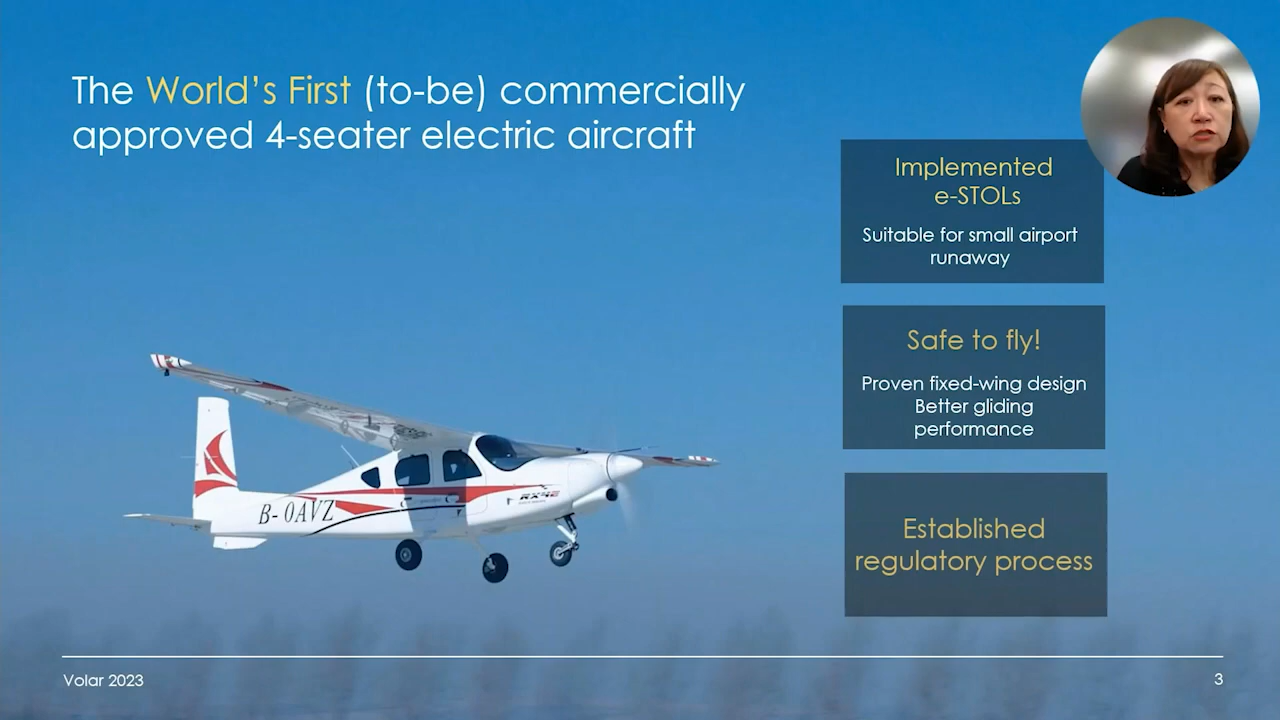 The World's First (to-be) commercially
approved 4-seater electric aircraft
Implemented
e-STOLs
Suitable for small airport
runaway
Safe to fly!
Proven fixed-wing design
Better gliding
performance
Established
regulatory process
B-0AVZ
RX4E
Volar 2023
3